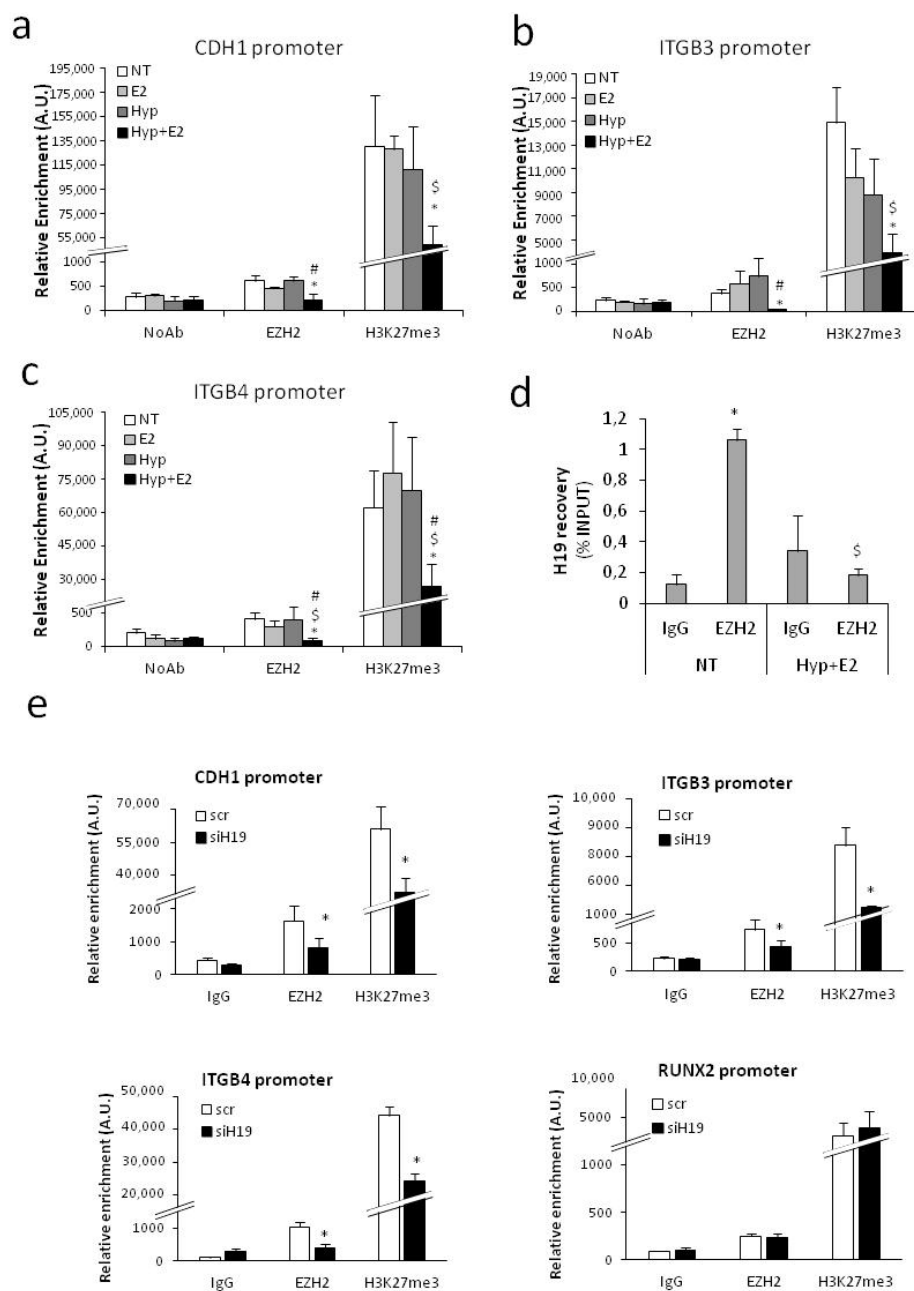 a
CDH1 promoter
Relative Enrichment (A.U.)
195,000
175,000
155,000
135,000
115,000
95,000
75,000
55,000
1000
500
0
NT
E2
Hyp
Hyp+E2
$
*
#
*
NoAb
EZH2
H3K27me3
b
ITGB3 promoter
Relative Enrichment (A.U.)
19,000
17,000
15,000
13,000
11,000
9000
7000
5000
1000
500
0
NT
E2
Hyp
Hyp+E2
$
*
#
*
NoAb
EZH2
H3K27me3
c
ITGB4 promoter
Relative Enrichment (A.U.)
105,000
90,000
75,000
60,000
45,000
30,000
500
0
NT
E2
Hyp
Hyp+E2
#
$
*
#
$
*
NoAb
EZH2
H3K27me3
d
H19 recovery
(% INPUT)
1,2
1
0,8
0,6
0,4
0,2
0
*
$
IgG EZH2 IgG EZH2
NT Hyp+E2
e
CDH1 promoter
Relative enrichment (A.U.)
70,000
55,000
40,000
2000
1000
0
scr
siH19
*
*
IgG
EZH2
H3K27me3
ITGB3 promoter
Relative enrichment (A.U.)
10,000
8000
6000
1000
500
0
scr
siH19
*
*
IgG
EZH2
H3K27me3
ITGB4 promoter
Relative enrichment (A.U.)
50,000
40,000
30,000
20,000
1000
0
scr
siH19
*
*
IgG
EZH2
H3K27me3
RUNX2 promoter
Relative enrichment (A.U.)
10,000
5000
1000
500
0
scr
siH19
IgG
EZH2
H3K27me3